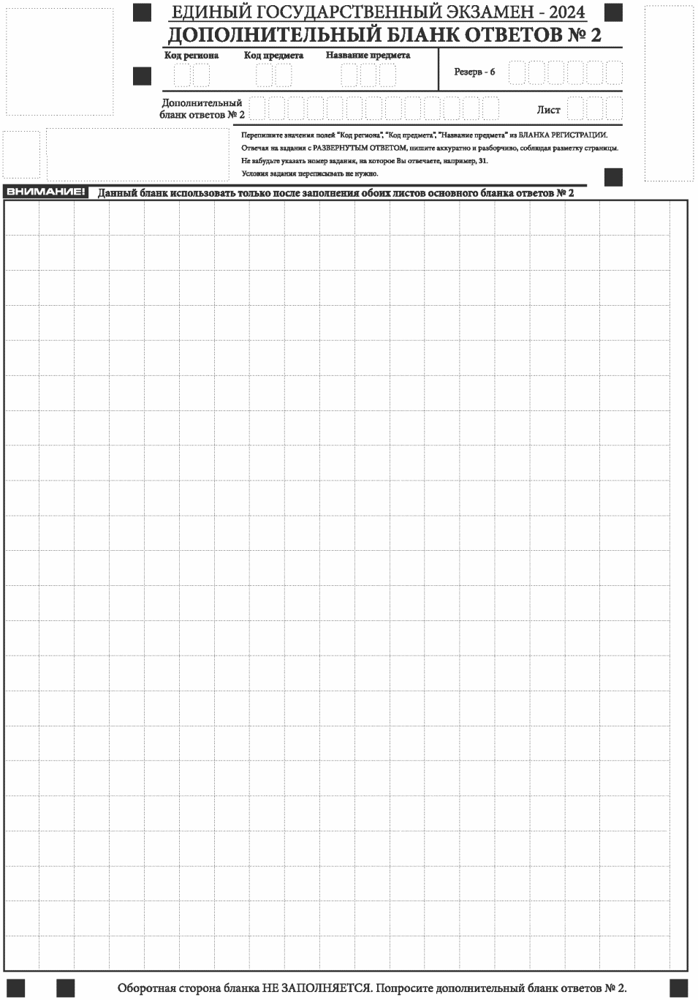 ЕДИНЫЙ ГОСУДАРСТВЕННЫЙ ЭКЗАМЕН - 2024
ДОПОЛНИТЕЛЬНЫЙ БЛАНК ОТВЕТОВ № 2
Код региона Код предмета Название предмета
Резерв - 6
Дополнительный
бланк ответов № 2
Лист
Перепишите значения полей "Код региона", "Код предмета", "Название предмета" из БЛАНКА РЕГИСТРАЦИИ.
Отвечая на задания с РАЗВЕРНУТЫМ ОТВЕТОМ, пишите аккуратно и разборчиво, соблюдая разметку страницы.
Не забудьте указать номер задания, на которое Вы отвечаете, например, 31.
Условия задания переписывать не нужно.
ВНИМАНИЕ! Данный бланк использовать только после заполнения обоих листов основного бланка ответов № 2
Оборотная сторона бланка НЕ ЗАПОЛНЯЕТСЯ. Попросите дополнительный бланк ответов № 2.